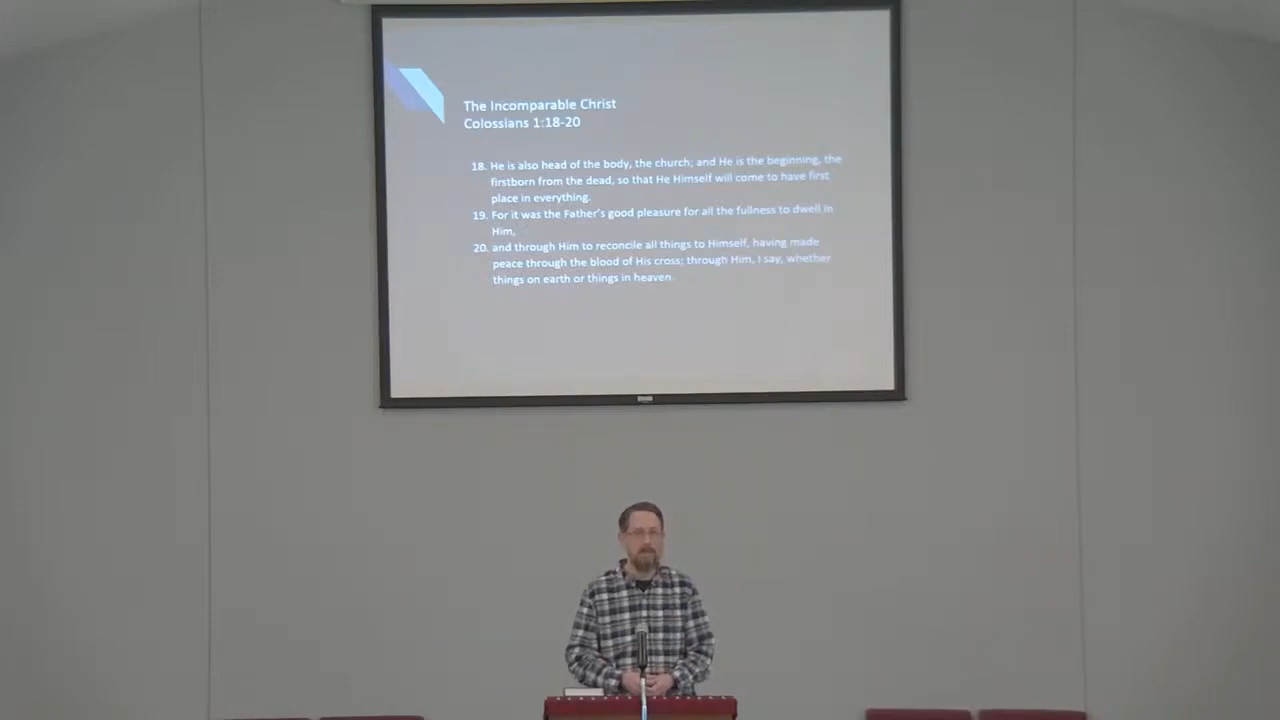 The Incomparable Christ
Colossians 1:18-20
18. He is also head of the body, the church; and He is the beginning, the
firstborn from the dead, so that He Himself will come to have first
place in everything.
19. For it was the Father's good pleasure for all the fullness to dwell in
Him,
20. and through Him to reconcile all things to Himself, having made
peace through the blood of His cross; through Him, I say, whether
things on earth or things in heaven.